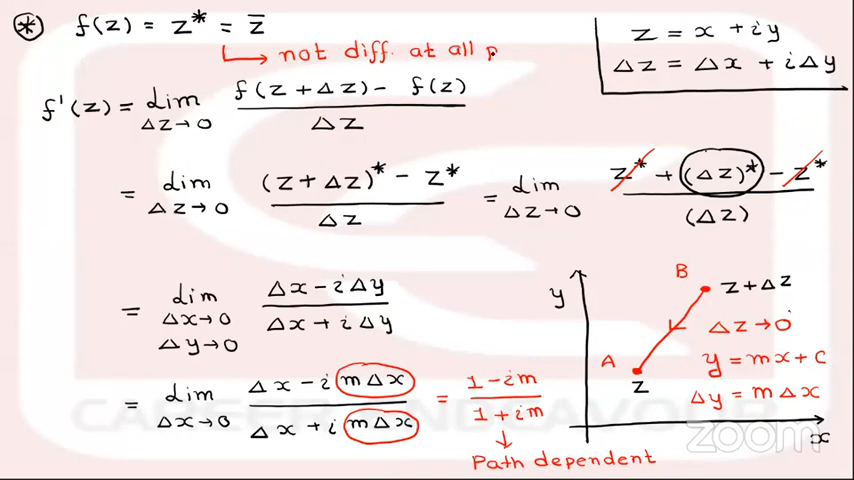 * f(z) = z* = z̄
not diff. at all p
z = x + iy
Δz = Δx + iΔy
f'(z) = lim Δz→0 f(z + Δz) - f(z) / Δz
= lim Δz→0 (z + Δz)* - z* / Δz = lim Δz→0 z* + (Δz)* - z* / (Δz)
= lim Δx→0 Δy→0 Δx - iΔy / Δx + iΔy
= lim Δx→0 Δx - i mΔx / Δx + i mΔx = 1 - im / 1 + im
Path dependent
y
B
z + Δz
Δz→0
A
y = mx + c
z
Δy = mΔx
x
CAREER ENDEAVOUR
zoom